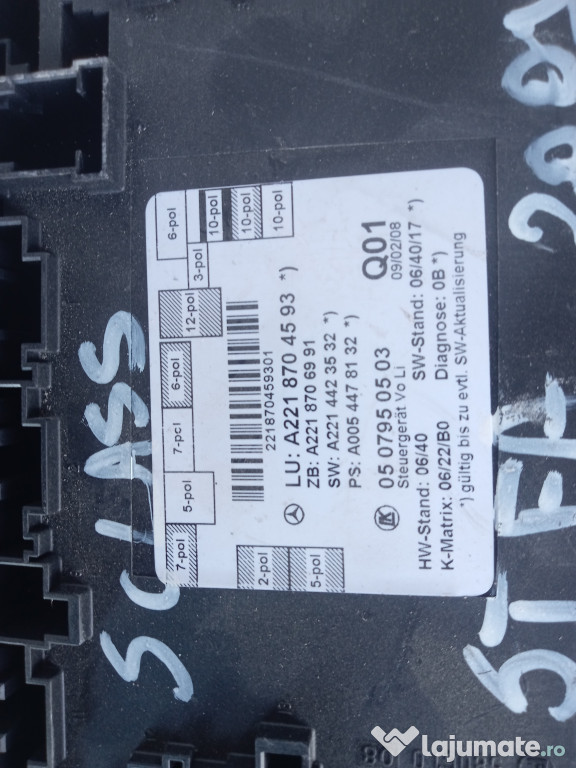 S CLASS
7-pol
5-pol
7-pcl
6-pol
12-pol
3-pol
6-pol
10-pol
10-pol
10-pol
2-pol
5-pol
221870459301
LU: A221 870 45 93 *)
ZB: A221 870 69 91
SW: A221 442 35 32 *)
PS: A005 447 81 32 *)
05 0795 05 03
Steuergerät Vo Li
Q01
09/02/08
HW-Stand: 06/40
SW-Stand: 06/40/17 *)
K-Matrix: 06/22/B0
Diagnose: 0B *)
*) gültig bis zu evtl. SW-Aktualisierung
lajumate.ro